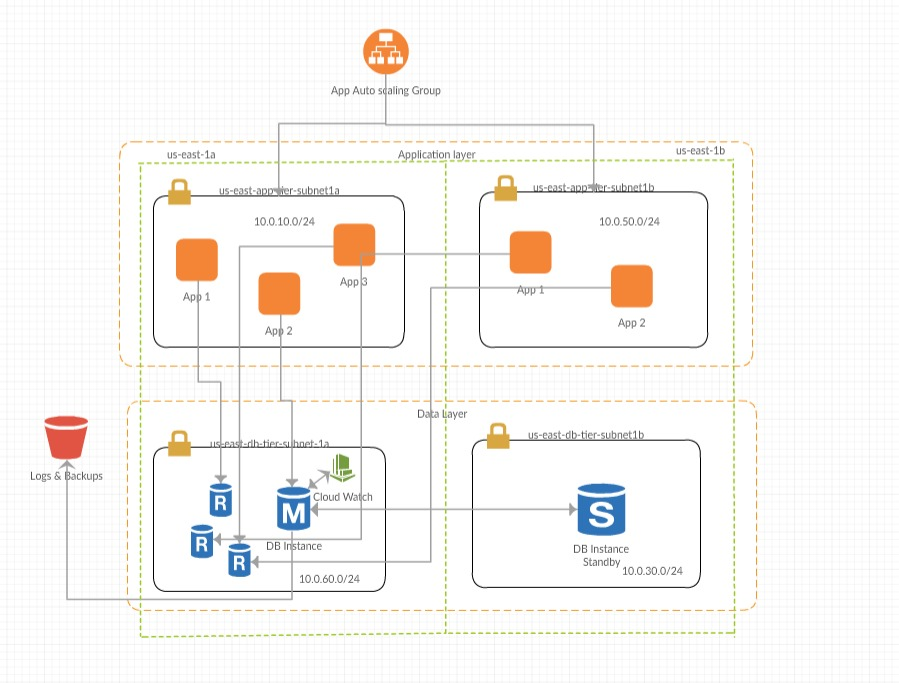 App Auto scaling Group
us-east-1a
Application layer
us-east-1b
us-east-app-tier-subnet1a
us-east-app-tier-subnet1b
10.0.10.0/24
10.0.50.0/24
App 1
App 2
App 3
App 1
App 2
Data Layer
us-east-db-tier-subnet-1a
us-east-db-tier-subnet1b
Logs & Backups
R
R
R
M
Cloud Watch
DB Instance
10.0.60.0/24
S
DB Instance
Standby
10.0.30.0/24